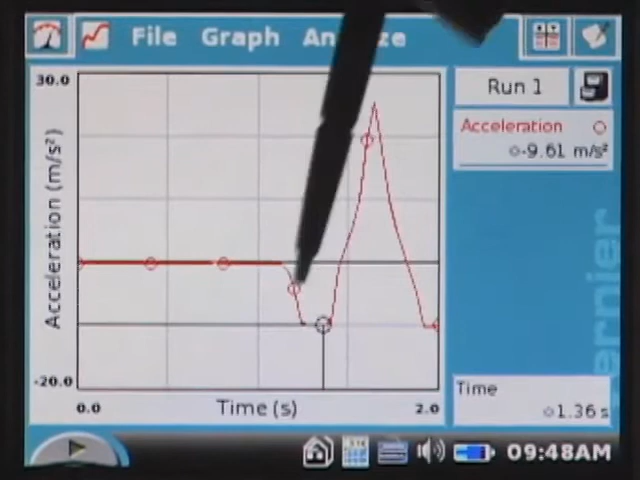 File Graph Analyze
30.0
Acceleration (m/s²)
-20.0
0.0
Time (s)
2.0
Run 1
Acceleration
-9.61 m/s²
Time
1.36 s
09:48AM